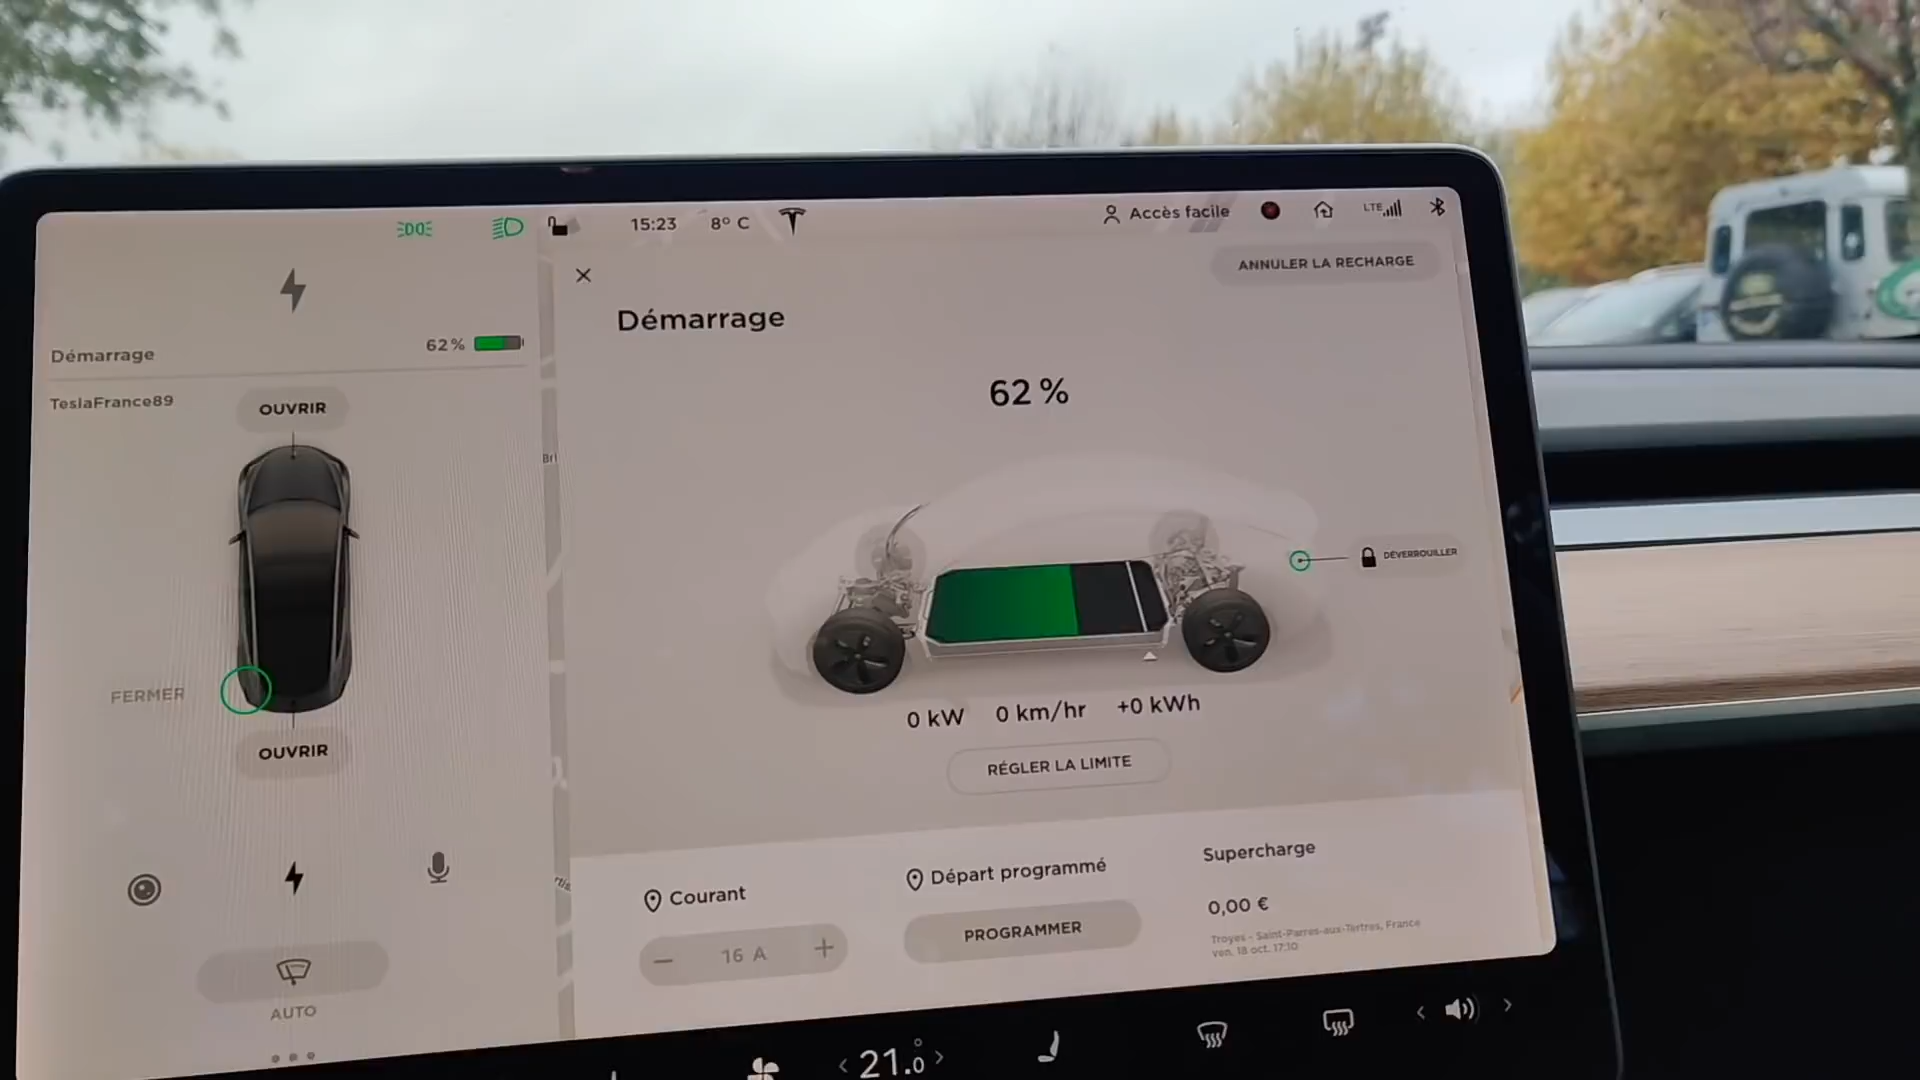 15:23
8° C
Accès facile
LTE
ANNULER LA RECHARGE
Démarrage
62 %
Démarrage
62 %
TeslaFrance89
OUVRIR
FERMER
OUVRIR
Bri
DÉVERROUILLER
0 kW
0 km/hr
+0 kWh
RÉGLER LA LIMITE
Courant
16 A
Départ programmé
PROGRAMMER
Supercharge
0,00 €
Troyes - Saint-Parres-aux-Tertres, France
ven. 18 oct. 17:10
AUTO
21.0°